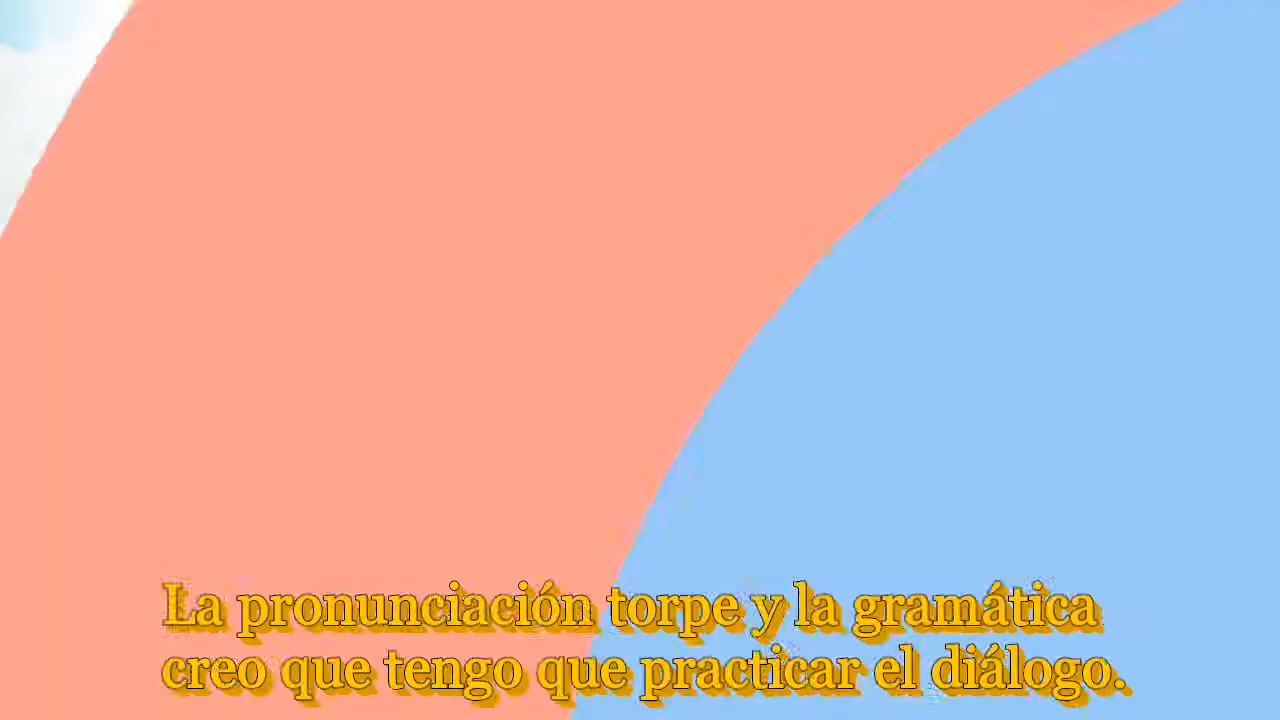 La pronunciación torpe y la gramática
creo que tengo que practicar el diálogo.